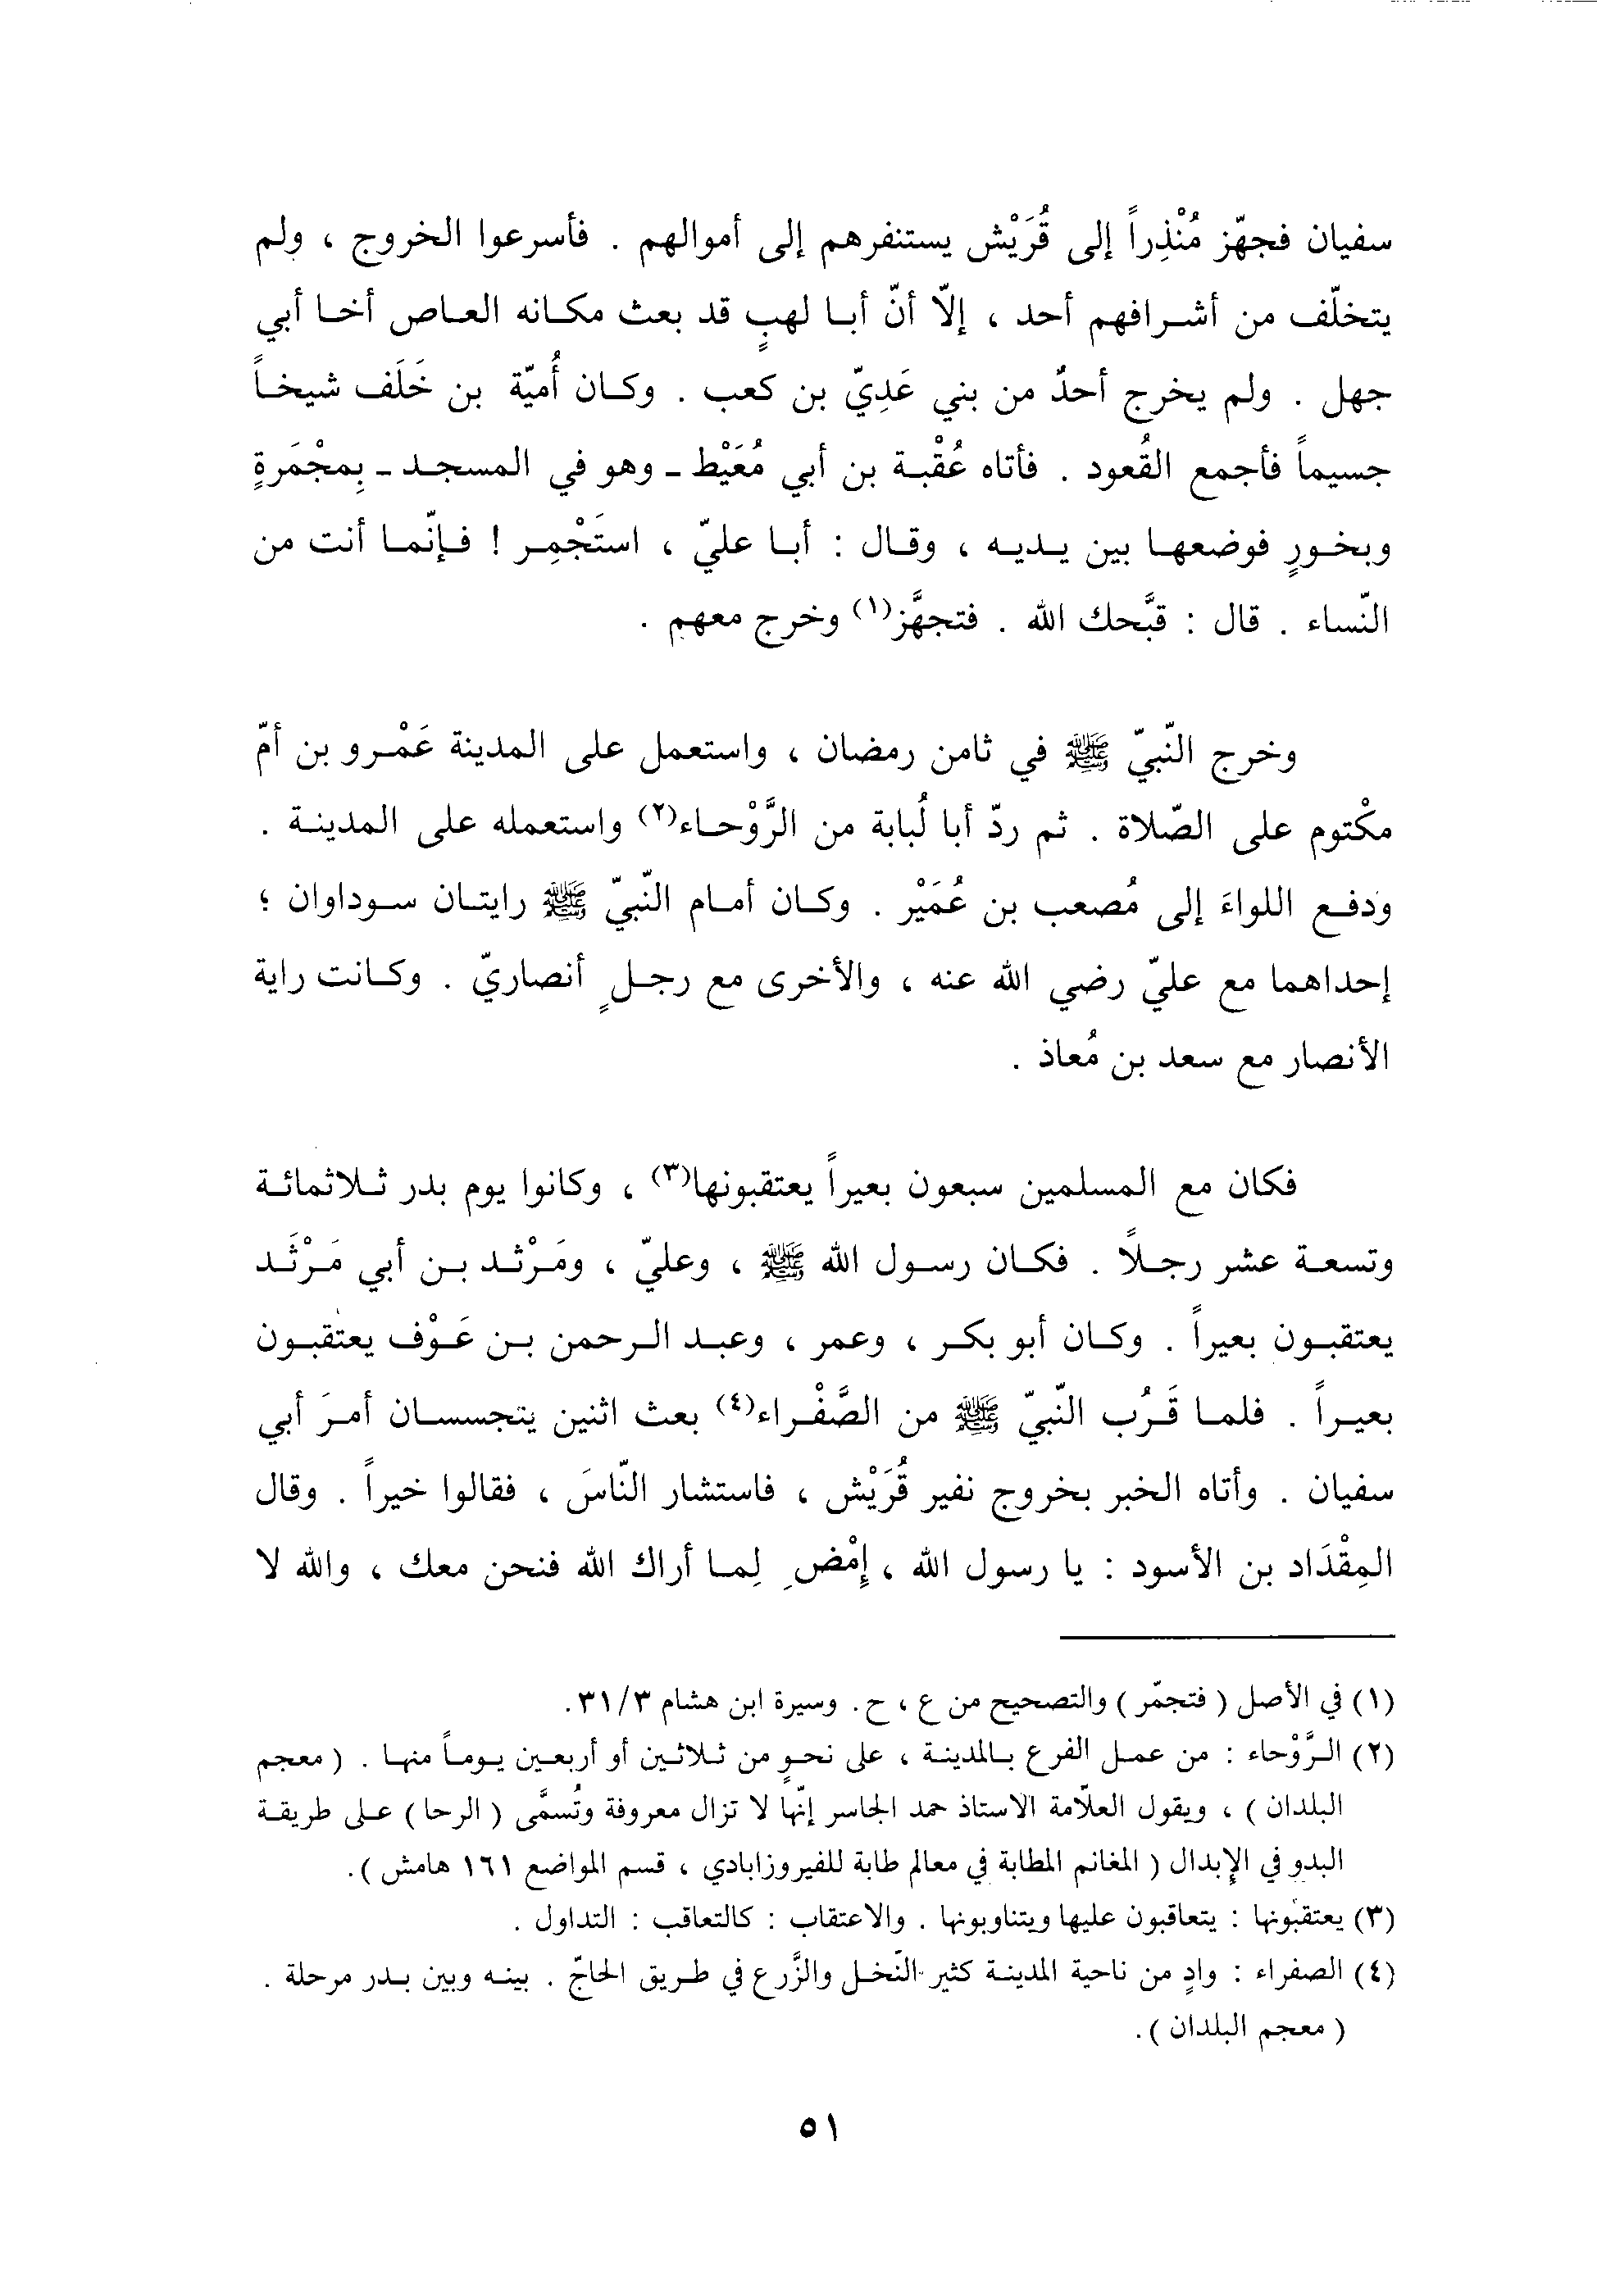 سفيان فجهّز مُنْذِراً إلى قُرَيْش يستنفرهم إلى أموالهم . فأسرعوا الخروج ، ولم
يتخلّف من أشرافهم أحد ، إلّا أنّ أبا لهبٍ قد بعث مكانه العاص أخا أبي
جهل . ولم يخرج أحدٌ من بني عَدِيّ بن كعب . وكان أُميّة بن خَلَف شيخاً
جسيماً فأجمع القُعود . فأتاه عُقْبة بن أبي مُعَيْط ـ وهو في المسجد ـ بِمجْمَرةٍ
وبخورٍ فوضعها بين يديه ، وقال : أبا عليّ ، استَجْمِر ! فإنّما أنت من
النّساء . قال : قبَّحك الله . فتجهَّز(١) وخرج معهم .
وخرج النّبيّ ﷺ في ثامن رمضان ، واستعمل على المدينة عَمْرو بن أمّ
مكْتوم على الصّلاة . ثم ردّ أبا لُبابة من الرَّوْحاء(٢) واستعمله على المدينة .
ودفع اللواءَ إلى مُصعب بن عُمَيْر . وكان أمام النّبيّ ﷺ رايتان سوداوان ؛
إحداهما مع عليّ رضي الله عنه ، والأخرى مع رجلٍ أنصاريّ . وكانت راية
الأنصار مع سعد بن مُعاذ .
فكان مع المسلمين سبعون بعيراً يعتقبونها(٣) ، وكانوا يوم بدر ثلاثمائة
وتسعة عشر رجلاً . فكان رسول الله ﷺ ، وعليّ ، ومَرْثد بن أبي مَرْثَد
يعتقبون بعيراً . وكان أبو بكر ، وعمر ، وعبد الرحمن بن عَوْف يعتقبون
بعيراً . فلما قَرُب النّبيّ ﷺ من الصَّفْراء(٤) بعث اثنين يتجسسان أمرَ أبي
سفيان . وأتاه الخبر بخروج نفير قُرَيْش ، فاستشار النّاسَ ، فقالوا خيراً . وقال
المِقْدَاد بن الأسود : يا رسول الله ، إِمْضِ لِما أراك الله فنحن معك ، والله لا
(١) في الأصل ( فتجمّر ) والتصحيح من ع ، ح . وسيرة ابن هشام ٣١/٣ .
(٢) الرَّوْحاء : من عمل الفرع بالمدينة ، على نحوٍ من ثلاثين أو أربعين يوماً منها . ( معجم
البلدان ) ، ويقول العلّامة الاستاذ حمد الجاسر إنّها لا تزال معروفة وتُسمَّى ( الرحا ) على طريقة
البدو في الإبدال ( المغانم المطابة في معالم طابة للفيروزابادي ، قسم المواضع ١٦١ هامش ) .
(٣) يعتقبونها : يتعاقبون عليها ويتناوبونها . والاعتقاب : كالتعاقب : التداول .
(٤) الصفراء : وادٍ من ناحية المدينة كثير النّخل والزَّرع في طريق الحاجّ . بينه وبين بدر مرحلة .
( معجم البلدان ) .
٥١